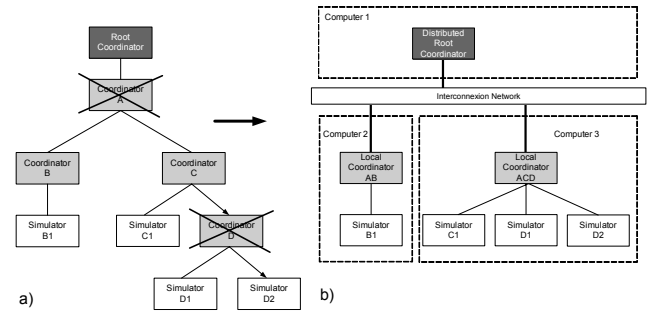 Root
Coordinator
Coordinator
A
Coordinator
B
Coordinator
C
Simulator
B1
Simulator
C1
Coordinator
D
Simulator
D1
Simulator
D2
a)
Computer 1
Distributed
Root
Coordinator
Interconnexion Network
Computer 2
Computer 3
Local
Coordinator
AB
Local
Coordinator
ACD
Simulator
B1
Simulator
C1
Simulator
D1
Simulator
D2
b)